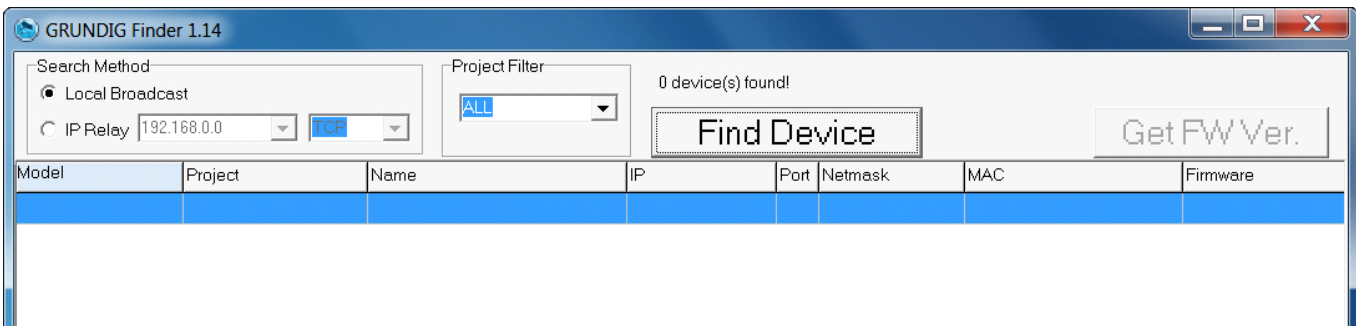 GRUNDIG Finder 1.14
Search Method
Local Broadcast
IP Relay 192.168.0.0 TCP
Project Filter
ALL
0 device(s) found!
Find Device
Get FW Ver.
Model Project Name IP Port Netmask MAC Firmware